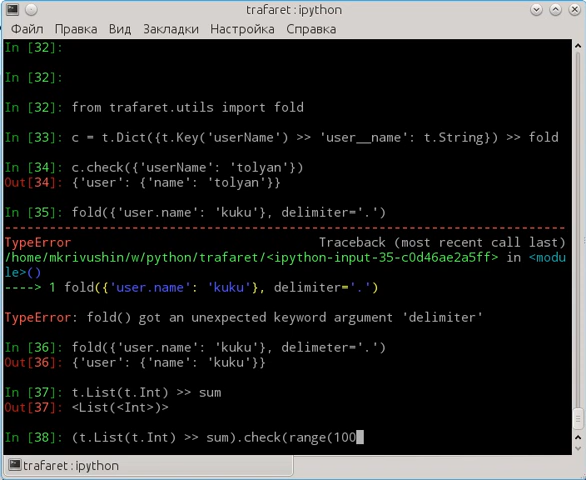 trafaret : ipython
Файл Правка Вид Закладки Настройка Справка
In [32]:
In [32]:
In [32]: from trafaret.utils import fold
In [33]: c = t.Dict({t.Key('userName') >> 'user__name': t.String}) >> fold
In [34]: c.check({'userName': 'tolyan'})
Out[34]: {'user': {'name': 'tolyan'}}
In [35]: fold({'user.name': 'kuku'}, delimiter='.')
---------------------------------------------------------------------------
TypeError Traceback (most recent call last)
/home/mkrivushin/w/python/trafaret/<ipython-input-35-c0d46ae2a5ff> in <modu
le>()
----> 1 fold({'user.name': 'kuku'}, delimiter='.')
TypeError: fold() got an unexpected keyword argument 'delimiter'
In [36]: fold({'user.name': 'kuku'}, delimeter='.')
Out[36]: {'user': {'name': 'kuku'}}
In [37]: t.List(t.Int) >> sum
Out[37]: <List(<Int>)>
In [38]: (t.List(t.Int) >> sum).check(range(100
trafaret : ipython